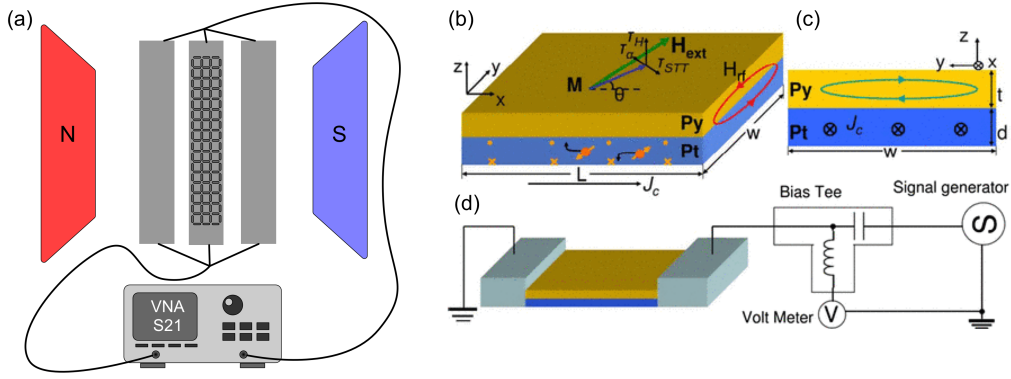 (a)
N
S
VNA
S21
(b)
z
y
x
M
τH
τα
Hext
τSTT
θ
Hrf
Py
Pt
w
L
Jc
(c)
z
y
x
Py
t
Pt
Jc
d
w
(d)
Bias Tee
Signal generator
S
Volt Meter
V